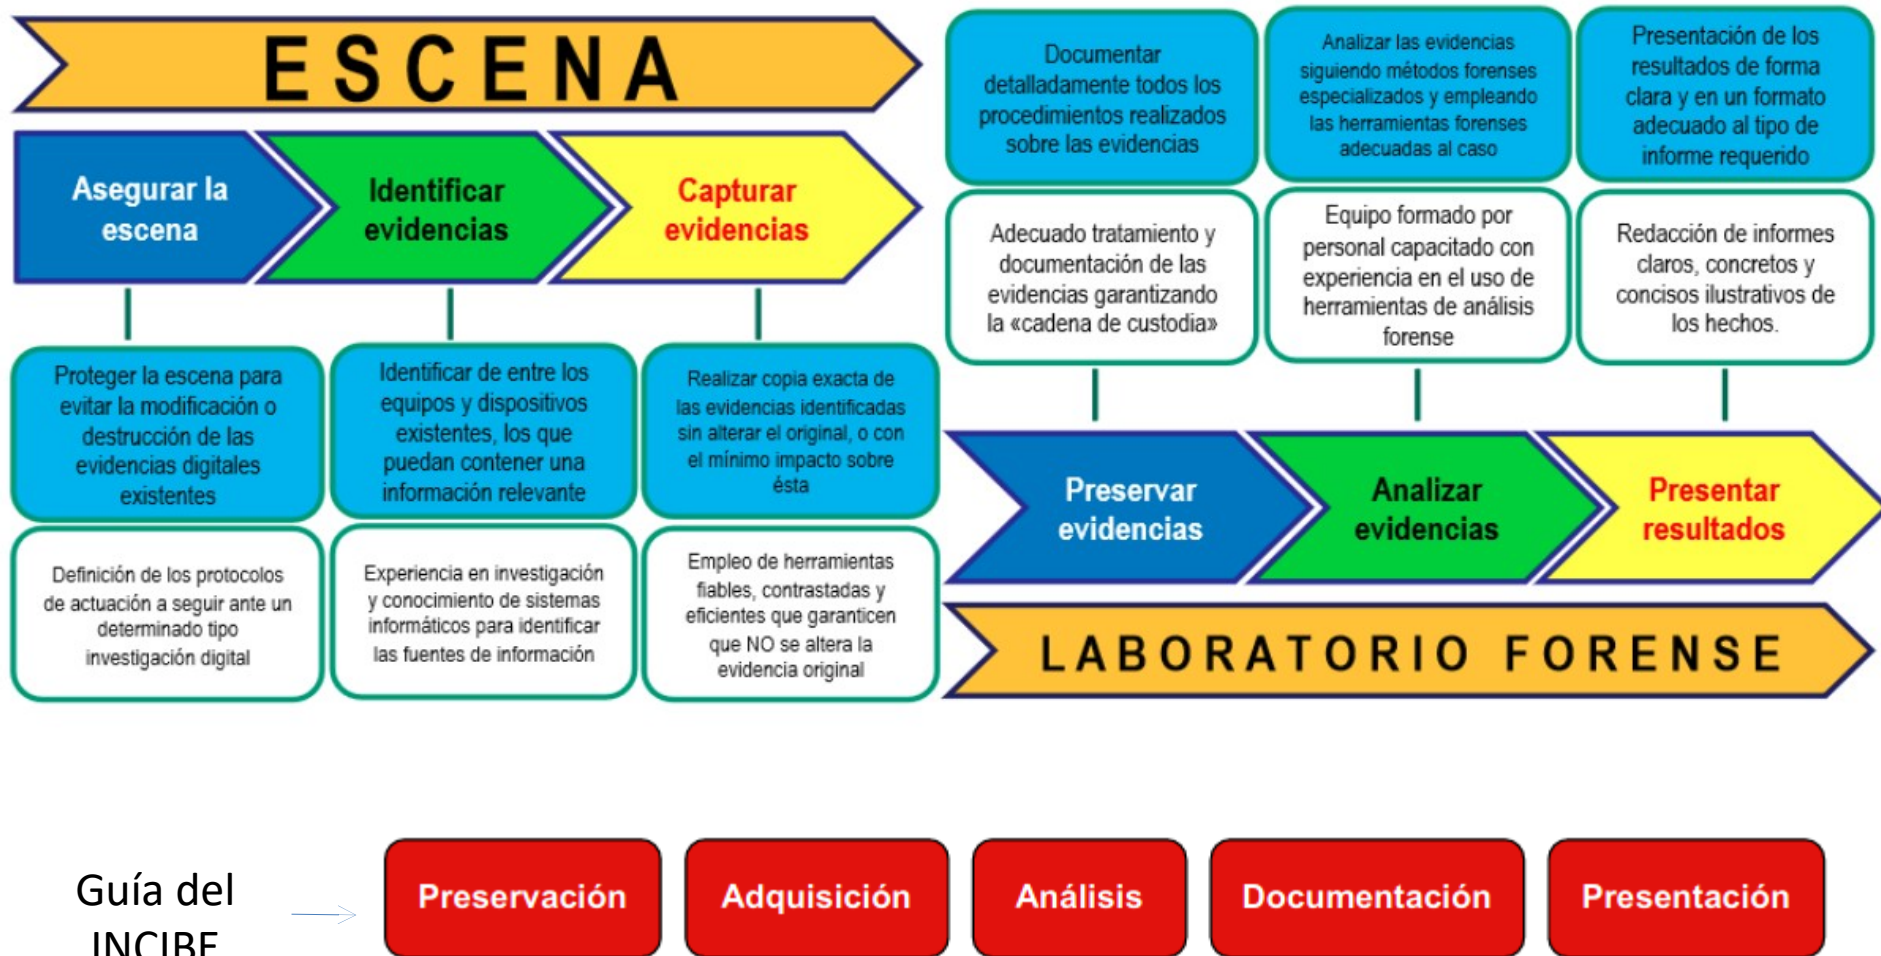 ESCENA
Asegurar la
escena
Identificar
evidencias
Capturar
evidencias
Proteger la escena para
evitar la modificación o
destrucción de las
evidencias digitales
existentes
Identificar de entre los
equipos y dispositivos
existentes, los que
puedan contener una
información relevante
Realizar copia exacta de
las evidencias identificadas
sin alterar el original, o con
el mínimo impacto sobre
ésta
Definición de los protocolos
de actuación a seguir ante un
determinado tipo
investigación digital
Experiencia en investigación
y conocimiento de sistemas
informáticos para identificar
las fuentes de información
Empleo de herramientas
fiables, contrastadas y
eficientes que garanticen
que NO se altera la
evidencia original
Documentar
detalladamente todos los
procedimientos realizados
sobre las evidencias
Analizar las evidencias
siguiendo métodos forenses
especializados y empleando
las herramientas forenses
adecuadas al caso
Presentación de los
resultados de forma
clara y en un formato
adecuado al tipo de
informe requerido
Adecuado tratamiento y
documentación de las
evidencias garantizando
la «cadena de custodia»
Equipo formado por
personal capacitado con
experiencia en el uso de
herramientas de análisis
forense
Redacción de informes
claros, concretos y
concisos ilustrativos de
los hechos.
Preservar
evidencias
Analizar
evidencias
Presentar
resultados
LABORATORIO FORENSE
Guía del
INCIBE
Preservación
Adquisición
Análisis
Documentación
Presentación